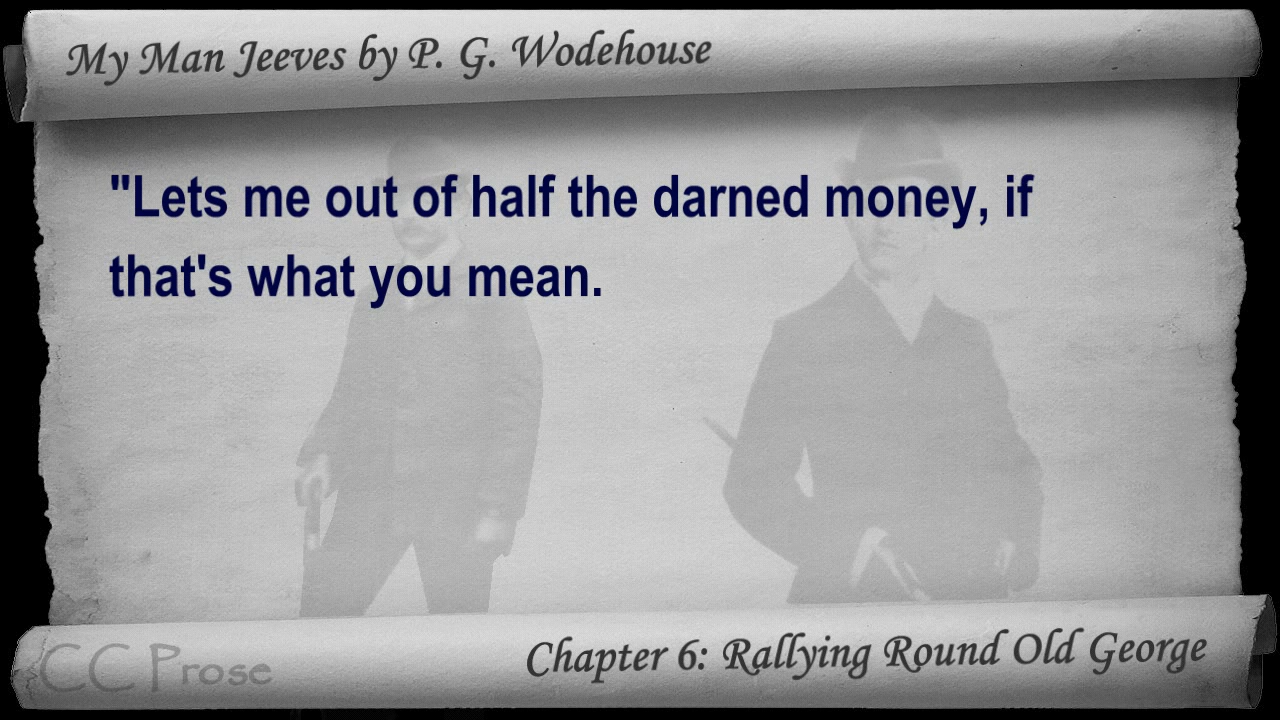 My Man Jeeves by P. G. Wodehouse
"Lets me out of half the darned money, if
that's what you mean.
CC Prose
Chapter 6: Rallying Round Old George